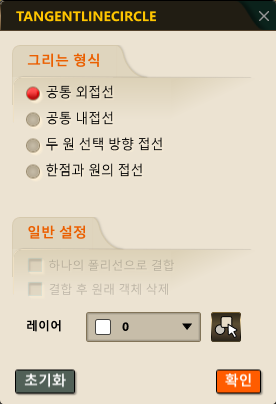 TANGENTLINECIRCLE
그리는 형식
공통 외접선
공통 내접선
두 원 선택 방향 접선
한점과 원의 접선
일반 설정
하나의 폴리선으로 결합
결합 후 원래 객체 삭제
레이어 0
초기화 확인